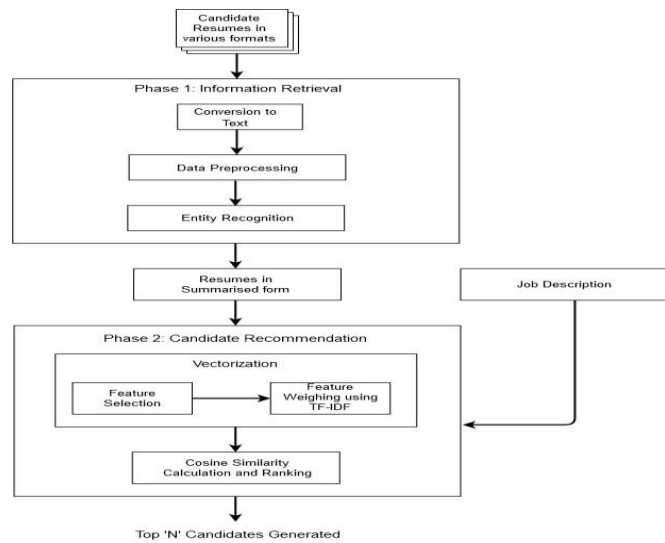 Candidate
Resumes in
various formats
Phase 1: Information Retrieval
Conversion to
Text
Data Preprocessing
Entity Recognition
Resumes in
Summarised form
Job Description
Phase 2: Candidate Recommendation
Vectorization
Feature
Selection
Feature
Weighing using
TF-IDF
Cosine Similarity
Calculation and Ranking
Top 'N' Candidates Generated